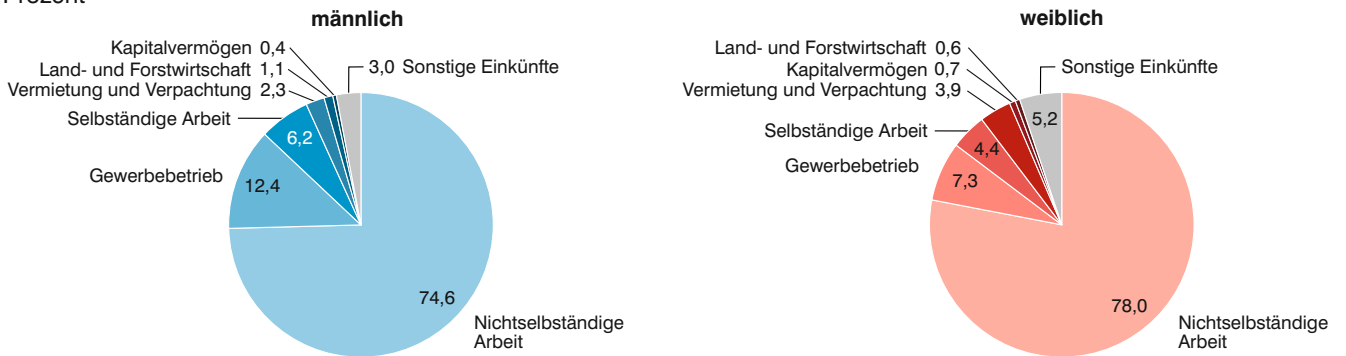 männlich
Kapitalvermögen 0,4
Land- und Forstwirtschaft 1,1
Vermietung und Verpachtung 2,3
3,0 Sonstige Einkünfte
Selbständige Arbeit
6,2
Gewerbebetrieb
12,4
74,6
Nichtselbständige
Arbeit
weiblich
Land- und Forstwirtschaft 0,6
Kapitalvermögen 0,7
Vermietung und Verpachtung 3,9
Sonstige Einkünfte
5,2
Selbständige Arbeit
4,4
Gewerbebetrieb
7,3
78,0
Nichtselbständige
Arbeit